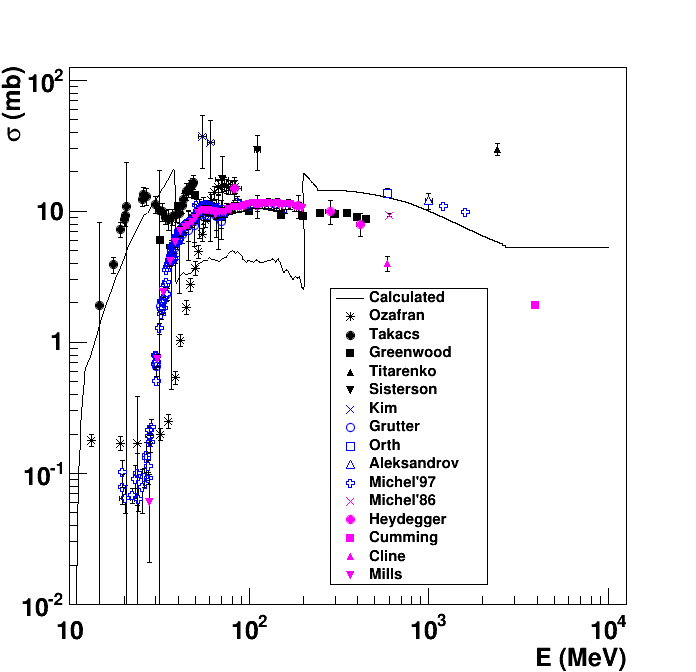 σ (mb)
10²
10
1
10⁻¹
10⁻²
Calculated
Ozafran
Takacs
Greenwood
Titarenko
Sisterson
Kim
Grutter
Orth
Aleksandrov
Michel'97
Michel'86
Heydegger
Cumming
Cline
Mills
10
10²
10³
10⁴
E (MeV)